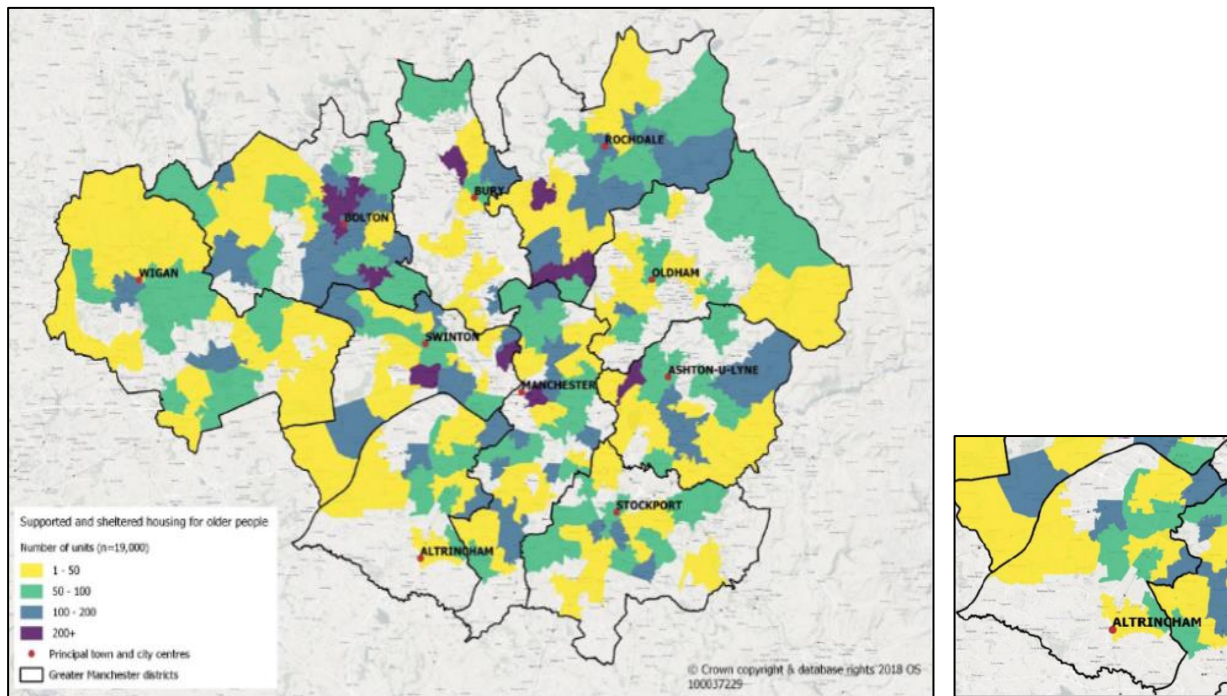 ROCHDALE
BURY
BOLTON
WIGAN
OLDHAM
SWINTON
ASHTON-U-LYNE
MANCHESTER
STOCKPORT
ALTRINCHAM
Supported and sheltered housing for older people
Number of units (n=19,000)
1 - 50
50 - 100
100 - 200
200+
Principal town and city centres
Greater Manchester districts
© Crown copyright & database rights 2018 OS
100037229
ALTRINCHAM